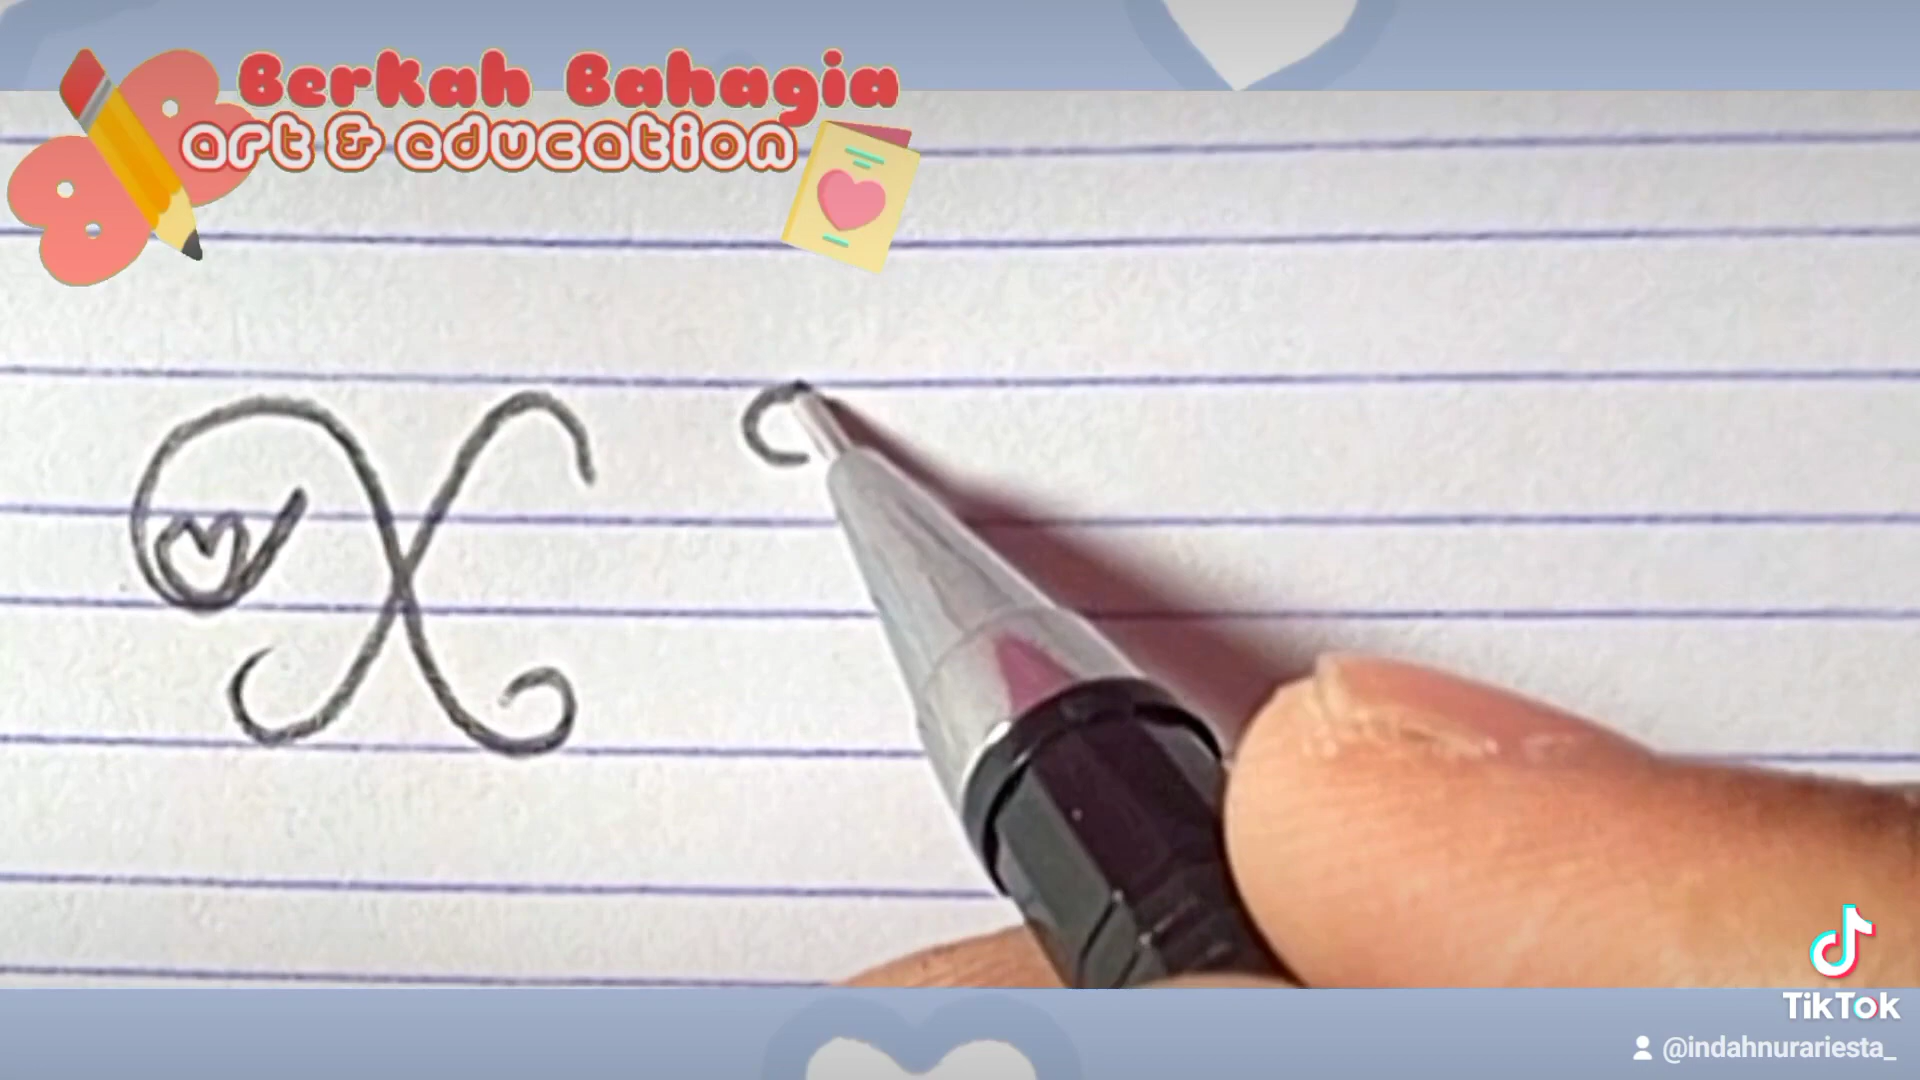 Berkah Bahagia
art & education
X
TikTok
@indahnurariesta_